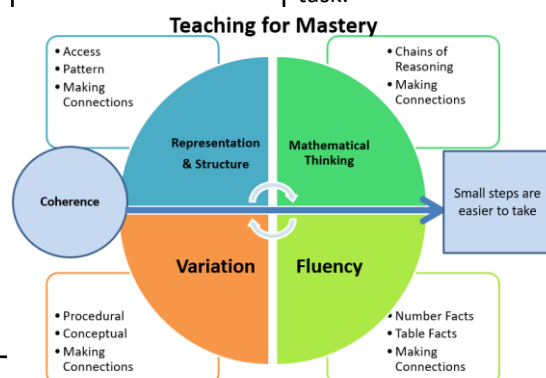 task.
Teaching for Mastery
• Access
• Pattern
• Making
Connections
• Chains of
Reasoning
• Making
Connections
Representation
& Structure
Mathematical
Thinking
Coherence
Small steps are
easier to take
Variation
Fluency
• Procedural
• Conceptual
• Making
Connections
• Number Facts
• Table Facts
• Making
Connections